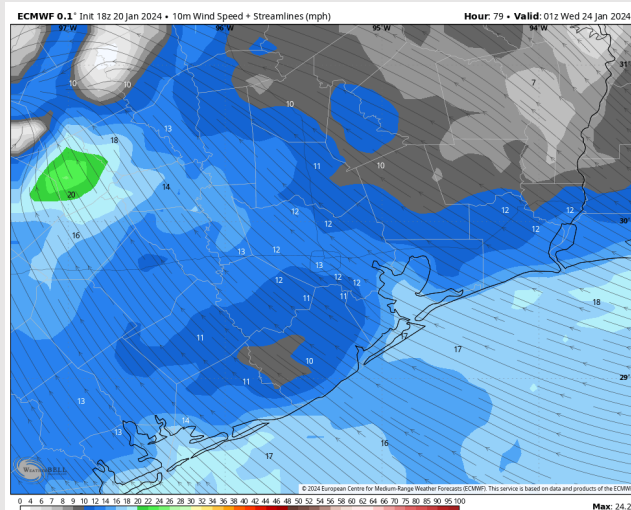 ECMWF 0.1° Init 18z 20 Jan 2024 • 10m Wind Speed + Streamlines (mph)
Hour: 79 • Valid: 01z Wed 24 Jan 2024
97 W 96 W 95 W 94 W
31°
10 10 7
10
13
18
11 10
20 14
12 12 12
30°
16 12 12
13 12
13
12 12
12
11 11
18
17
11 17
10
29°
11
13
14
13
16
17
WeatherBELL
© 2024 European Centre for Medium-Range Weather Forecasts (ECMWF). This service is based on data and products of the ECMWF
0 4 6 7 8 9 10 12 14 16 18 20 22 24 26 28 30 32 34 36 38 40 42 44 46 48 50 52 54 56 58 60 65 70 75 80 85 90 95 100
Max: 24.2